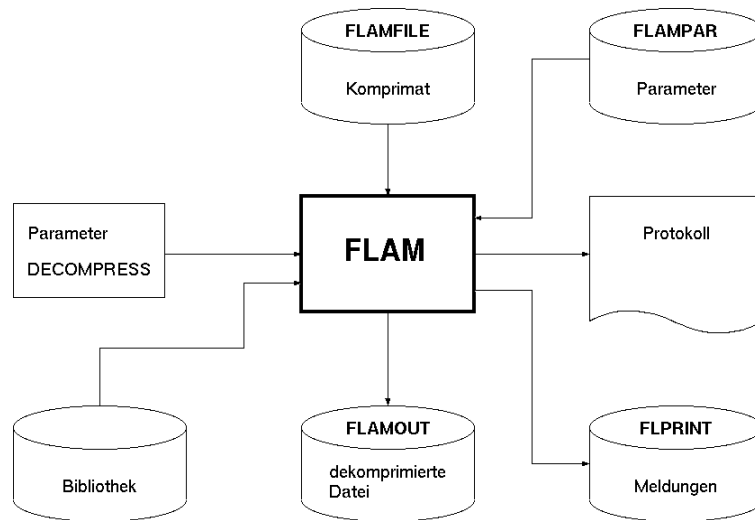 FLAMFILE
Komprimat
FLAMPAR
Parameter
Parameter
DECOMPRESS
FLAM
Protokoll
Bibliothek
FLAMOUT
dekomprimierte
Datei
FLPRINT
Meldungen